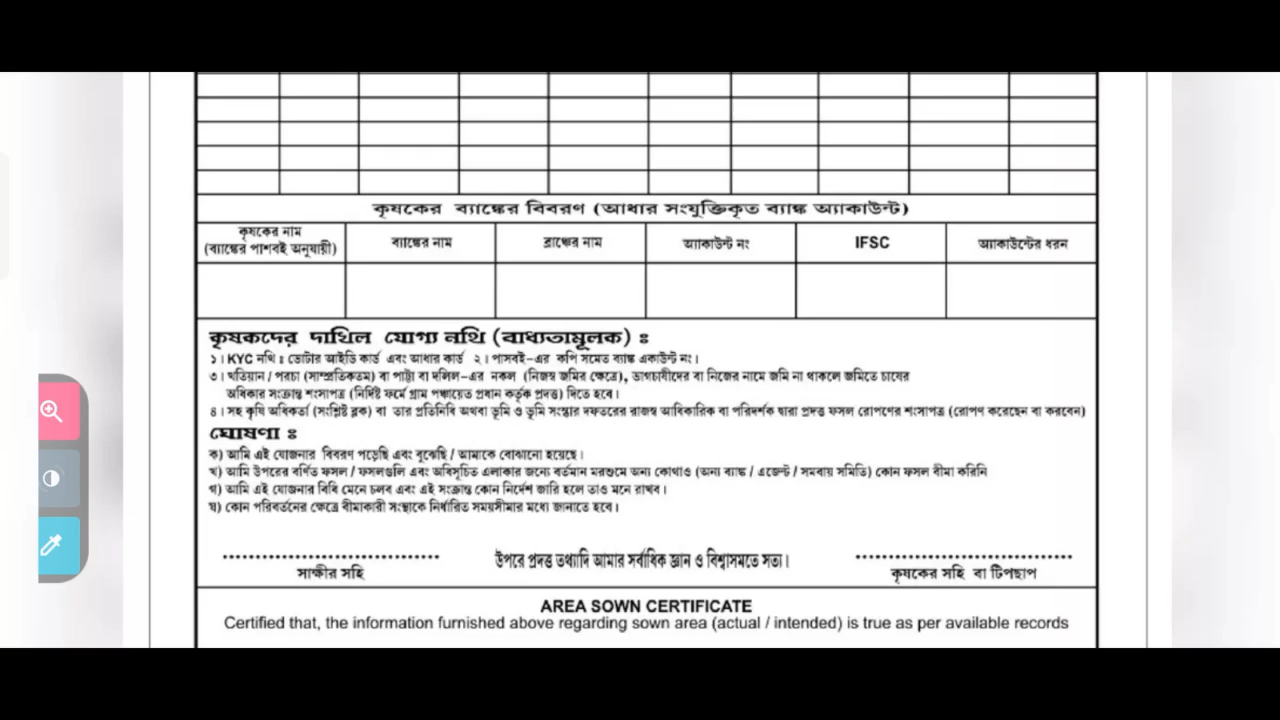 কৃষকের ব্যাঙ্কের বিবরণ (আধার সংযুক্তিকৃত ব্যাঙ্ক অ্যাকাউন্ট)
কৃষকের নাম
(ব্যাঙ্কের পাশবই অনুযায়ী)
ব্যাঙ্কের নাম
ব্রাঞ্চের নাম
অ্যাকাউন্ট নং
IFSC
অ্যাকাউন্টের ধরন
কৃষকদের দাখিল যোগ্য নথি (বাধ্যতামূলক) ঃ
১। KYC নথি ঃ ভোটার আইডি কার্ড এবং আধার কার্ড ২। পাসবই-এর কপি সমেত ব্যাঙ্ক একাউন্ট নং।
৩। খতিয়ান / পরচা (সাম্প্রতিকতম) বা পাট্টা বা দলিল-এর নকল (নিজস্ব জমির ক্ষেত্রে), ভাগচাষীদের বা নিজের নামে জমি না থাকলে জমিতে চাষের
অধিকার সংক্রান্ত শংসাপত্র (নির্দিষ্ট ফর্মে গ্রাম পঞ্চায়েত প্রধান কর্তৃক প্রদত্ত) দিতে হবে।
৪। সহ কৃষি অধিকর্তা (সংশ্লিষ্ট ব্লক) বা তার প্রতিনিধি অথবা ভূমি ও ভূমি সংস্কার দফতরের রাজস্ব আধিকারিক বা পরিদর্শক দ্বারা প্রদত্ত ফসল রোপণের শংসাপত্র (রোপণ করেছেন বা করবেন)
ঘোষণা ঃ
ক) আমি এই যোজনার বিবরণ পড়েছি এবং বুঝেছি / আমাকে বোঝানো হয়েছে।
খ) আমি উপরের বর্ণিত ফসল / ফসলগুলি এবং অবিসূচিত এলাকার জন্যে বর্তমান মরশুমে অন্য কোথাও (অন্য ব্যাঙ্ক / এজেন্ট / সমবায় সমিতি) কোন ফসল বীমা করিনি
গ) আমি এই যোজনার বিবি মেনে চলব এবং এই সংক্রান্ত কোন নির্দেশ জারি হলে তাও মনে রাখব।
ঘ) কোন পরিবর্তনের ক্ষেত্রে বীমাকারী সংস্থাকে নির্ধারিত সময়সীমার মধ্যে জানাতে হবে।
সাক্ষীর সহি
উপরে প্রদত্ত তথ্যাদি আমার সর্বাধিক জ্ঞান ও বিশ্বাসমতে সত্য।
কৃষকের সহি বা টিপছাপ
AREA SOWN CERTIFICATE
Certified that, the information furnished above regarding sown area (actual / intended) is true as per available records